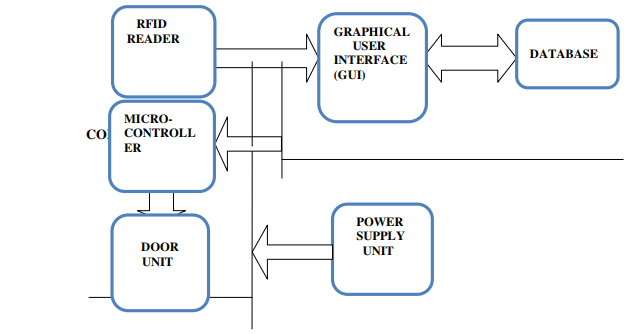 RFID
READER
GRAPHICAL
USER
INTERFACE
(GUI)
DATABASE
MICRO-
CONTROLL
ER
CO
DOOR
UNIT
POWER
SUPPLY
UNIT